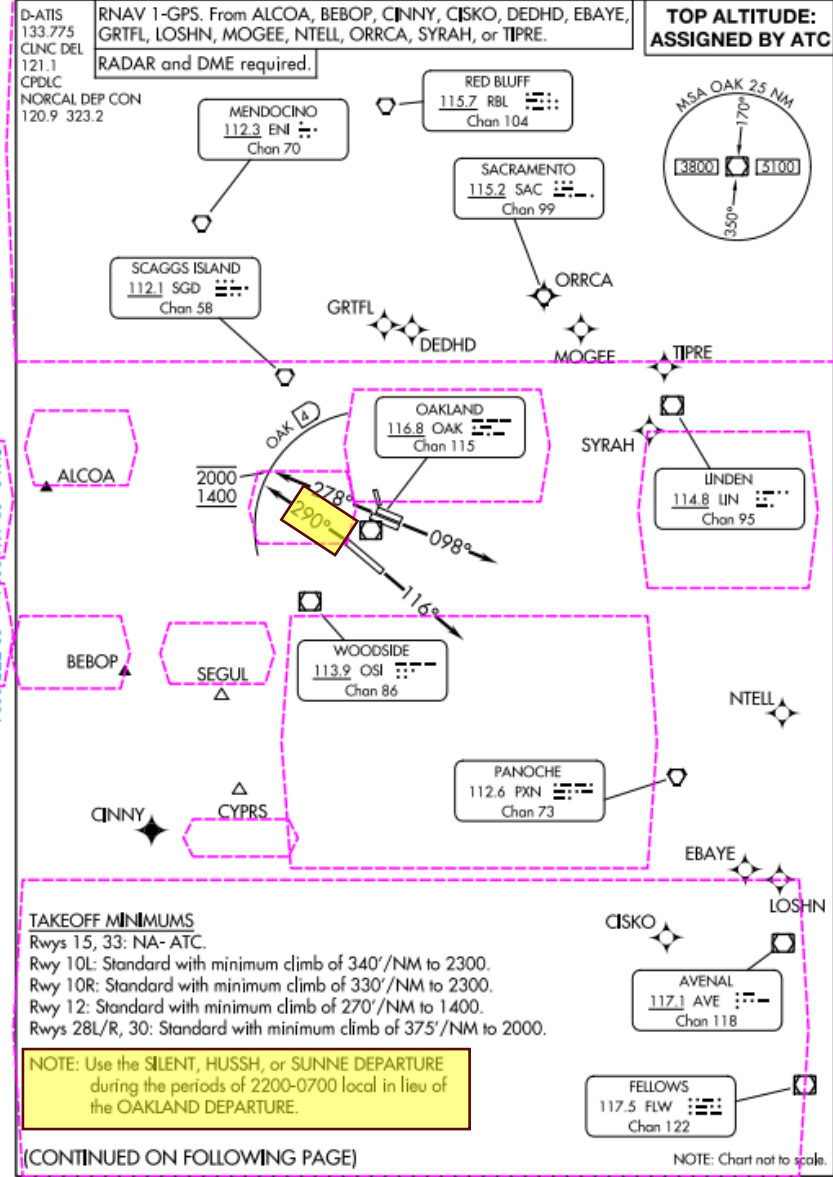 D-ATIS
133.775
CLNC DEL
121.1
CPDLC
NORCAL DEP CON
120.9 323.2
RNAV 1-GPS. From ALCOA, BEBOP, CINNY, CISKO, DEDHD, EBAYE,
GRTFL, LOSHN, MOGEE, NTELL, ORRCA, SYRAH, or TIPRE.
RADAR and DME required.
TOP ALTITUDE:
ASSIGNED BY ATC
RED BLUFF
115.7 RBL
Chan 104
MENDOCINO
112.3 ENI
Chan 70
MSA OAK 25 NM
170°
3800
5100
350°
SACRAMENTO
115.2 SAC
Chan 99
SCAGGS ISLAND
112.1 SGD
Chan 58
ORRCA
GRTFL
DEDHD
MOGEE
TIPRE
OAK 4
OAKLAND
116.8 OAK
Chan 115
SYRAH
ALCOA
2000
1400
278°
290°
098°
116°
LINDEN
114.8 LIN
Chan 95
WOODSIDE
113.9 OSI
Chan 86
BEBOP
SEGUL
NTELL
PANOCHE
112.6 PXN
Chan 73
CYPRS
CINNY
EBAYE
LOSHN
CISKO
TAKEOFF MINIMUMS
Rwys 15, 33: NA- ATC.
Rwy 10L: Standard with minimum climb of 340'/NM to 2300.
Rwy 10R: Standard with minimum climb of 330'/NM to 2300.
Rwy 12: Standard with minimum climb of 270'/NM to 1400.
Rwys 28L/R, 30: Standard with minimum climb of 375'/NM to 2000.
AVENAL
117.1 AVE
Chan 118
NOTE: Use the SILENT, HUSSH, or SUNNE DEPARTURE
during the periods of 2200-0700 local in lieu of
the OAKLAND DEPARTURE.
FELLOWS
117.5 FLW
Chan 122
(CONTINUED ON FOLLOWING PAGE)
NOTE: Chart not to scale.